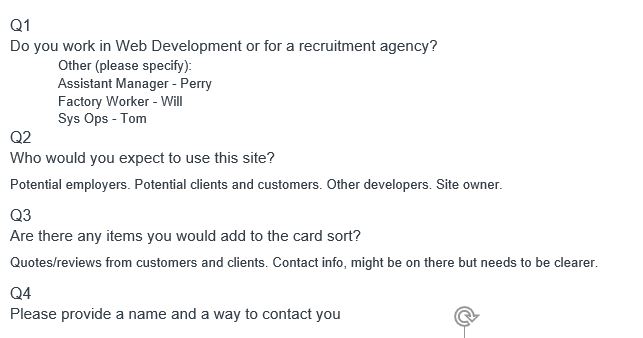 Q1
Do you work in Web Development or for a recruitment agency?
Other (please specify):
Assistant Manager - Perry
Factory Worker - Will
Sys Ops - Tom
Q2
Who would you expect to use this site?
Potential employers. Potential clients and customers. Other developers. Site owner.
Q3
Are there any items you would add to the card sort?
Quotes/reviews from customers and clients. Contact info, might be on there but needs to be clearer.
Q4
Please provide a name and a way to contact you